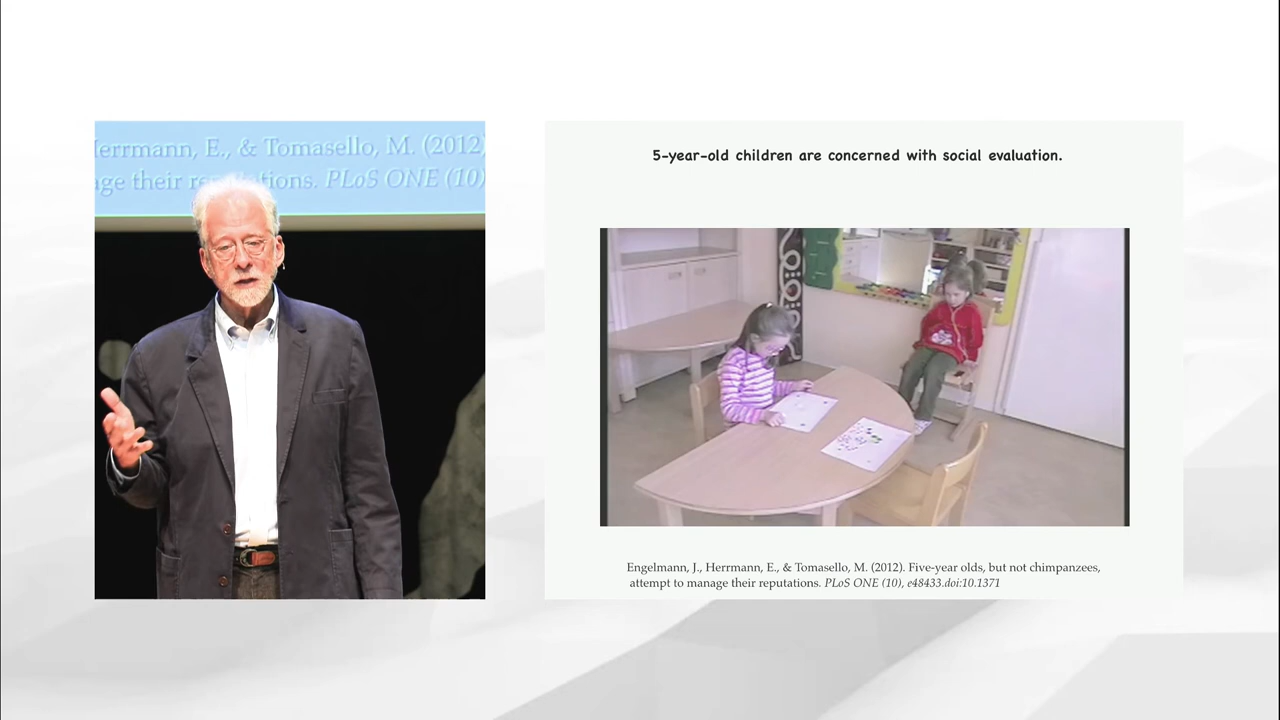 errmann, E., & Tomasello, M. (2012)
age their reputations. PLoS ONE (10)
5-year-old children are concerned with social evaluation.
Engelmann, J., Herrmann, E., & Tomasello, M. (2012). Five-year olds, but not chimpanzees,
attempt to manage their reputations. PLoS ONE (10), e48433.doi:10.1371